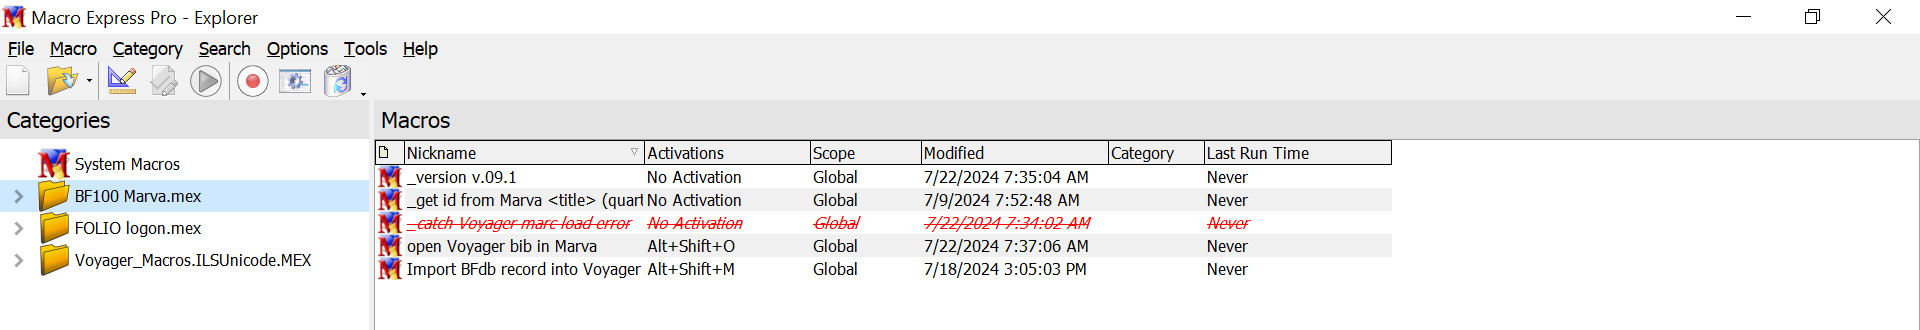 Macro Express Pro - Explorer
File Macro Category Search Options Tools Help
Categories
System Macros
BF100 Marva.mex
FOLIO logon.mex
Voyager_Macros.ILSUnicode.MEX
Macros
Nickname Activations Scope Modified Category Last Run Time
_version v.09.1 No Activation Global 7/22/2024 7:35:04 AM Never
_get id from Marva <title> (quart No Activation Global 7/9/2024 7:52:48 AM Never
_catch Voyager marc load error No Activation Global 7/22/2024 7:34:02 AM Never
open Voyager bib in Marva Alt+Shift+O Global 7/22/2024 7:37:06 AM Never
Import BFdb record into Voyager Alt+Shift+M Global 7/18/2024 3:05:03 PM Never